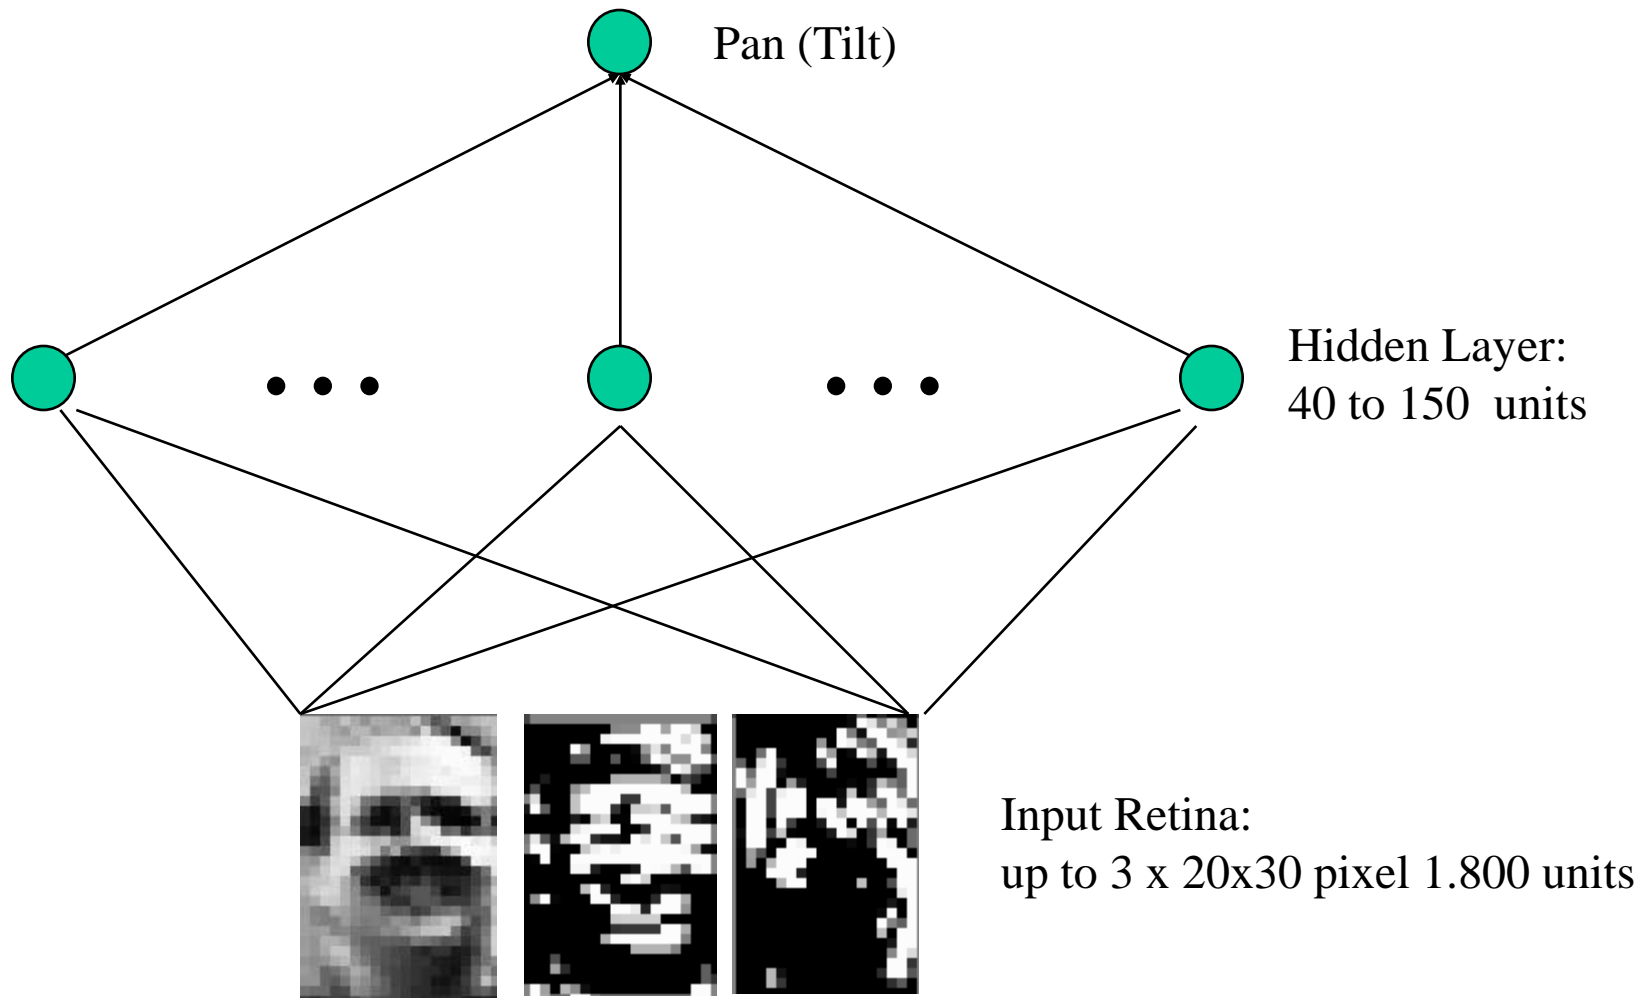 Pan (Tilt)
Hidden Layer:
40 to 150 units
Input Retina:
up to 3 x 20x30 pixel 1.800 units